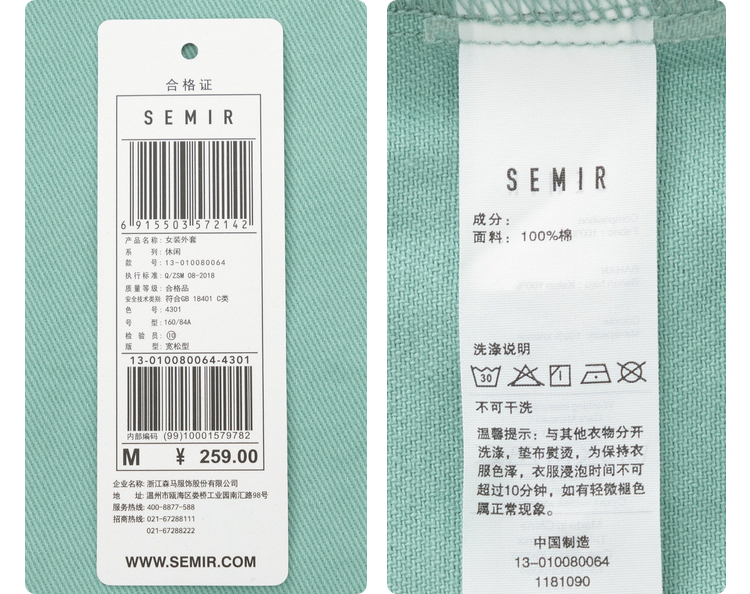 合格证
SEMIR
6 915503 572142
产品名称: 女装外套
系 列: 休闲
款 号: 13-010080064
执行标准: Q/ZSM 08-2018
质量等级: 合格品
安全技术类别: 符合GB 18401 C类
色 号: 4301
号 型: 160/84A
检 验 员: ⑩
版 型: 宽松型
13-010080064-4301
内部编码 (99)10001579782
M ¥ 259.00
企业名称: 浙江森马服饰股份有限公司
地 址: 温州市瓯海区娄桥工业园南汇路98号
服务热线: 400-8877-588
招商热线: 021-67288111
021-67288222
WWW.SEMIR.COM
SEMIR
成分:
面料: 100%棉
洗涤说明
30
不可干洗
温馨提示: 与其他衣物分开
洗涤, 垫布熨烫, 为保持衣
服色泽, 衣服浸泡时间不可
超过10分钟, 如有轻微褪色
属正常现象。
中国制造
13-010080064
1181090